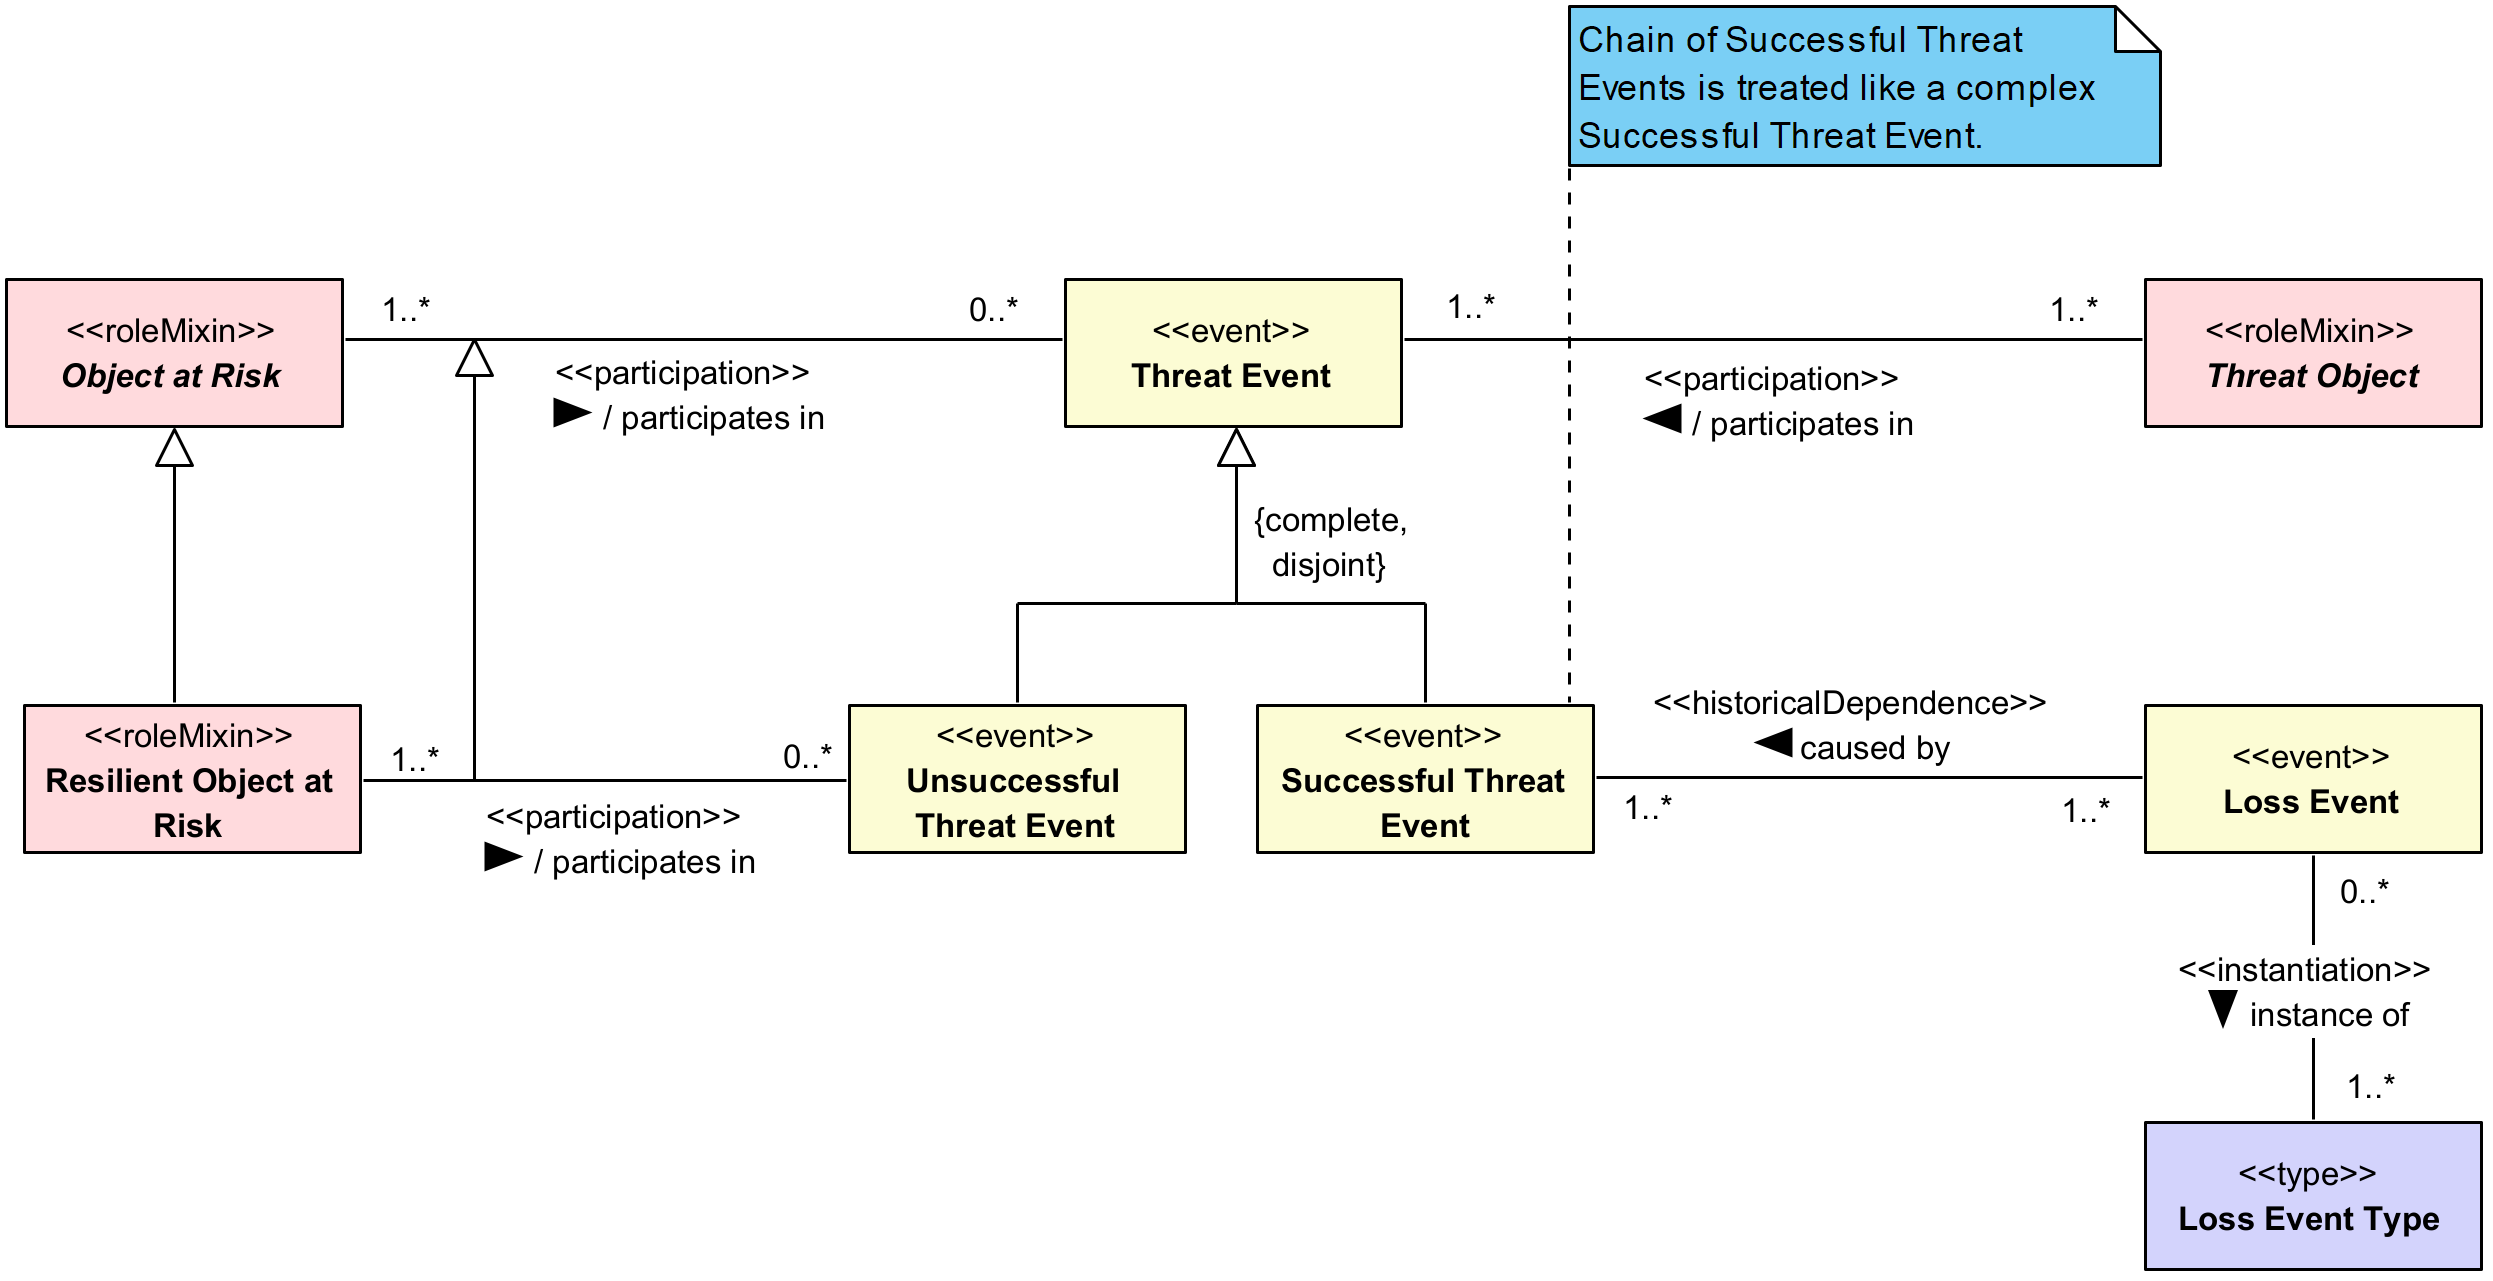 Chain of Successful Threat
Events is treated like a complex
Successful Threat Event.
<<roleMixin>>
Object at Risk
1..*
0..*
<<participation>>
/ participates in
<<event>>
Threat Event
1..*
1..*
<<participation>>
/ participates in
<<roleMixin>>
Threat Object
{complete,
disjoint}
<<roleMixin>>
Resilient Object at
Risk
1..*
0..*
<<participation>>
/ participates in
<<event>>
Unsuccessful
Threat Event
<<event>>
Successful Threat
Event
<<historicalDependence>>
caused by
1..*
1..*
<<event>>
Loss Event
0..*
<<instantiation>>
instance of
1..*
<<type>>
Loss Event Type